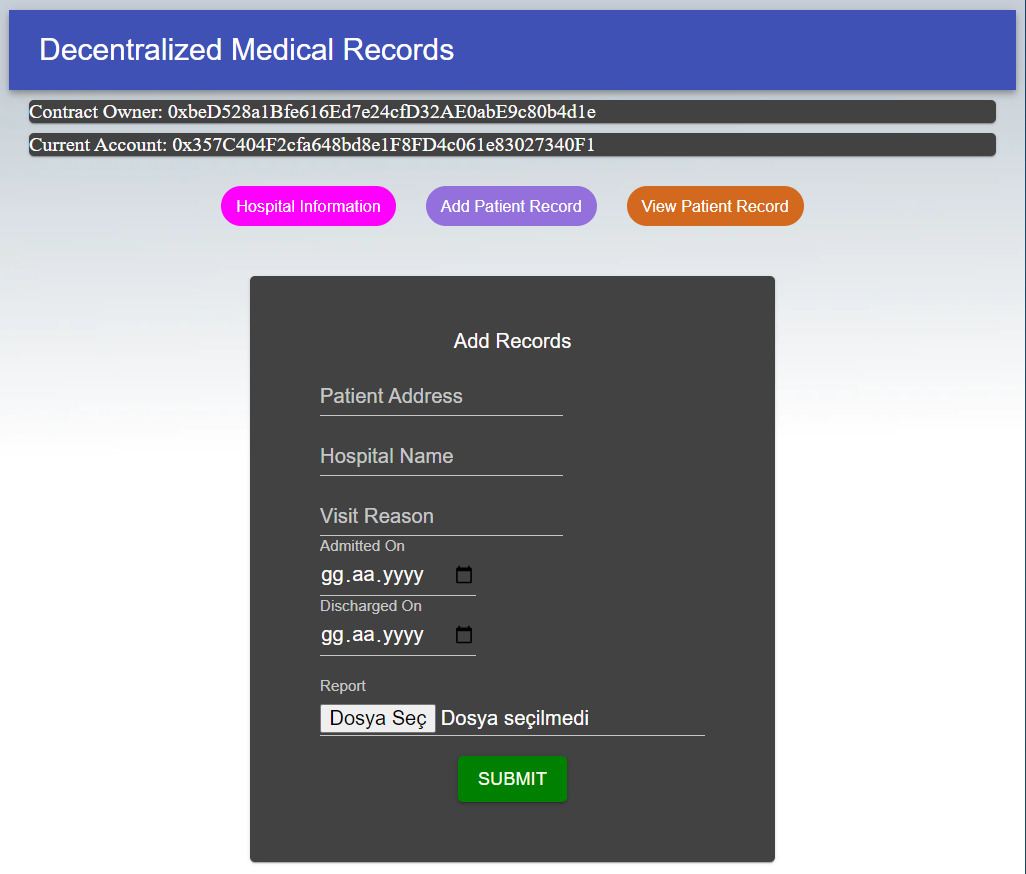 Decentralized Medical Records
Contract Owner: 0xbeD528a1Bfe616Ed7e24cfD32AE0abE9c80b4d1e
Current Account: 0x357C404F2cfa648bd8e1F8FD4c061e83027340F1
Hospital Information Add Patient Record View Patient Record
Add Records
Patient Address
Hospital Name
Visit Reason
Admitted On
gg.aa.yyyy
Discharged On
gg.aa.yyyy
Report
Dosya Seç Dosya seçilmedi
SUBMIT